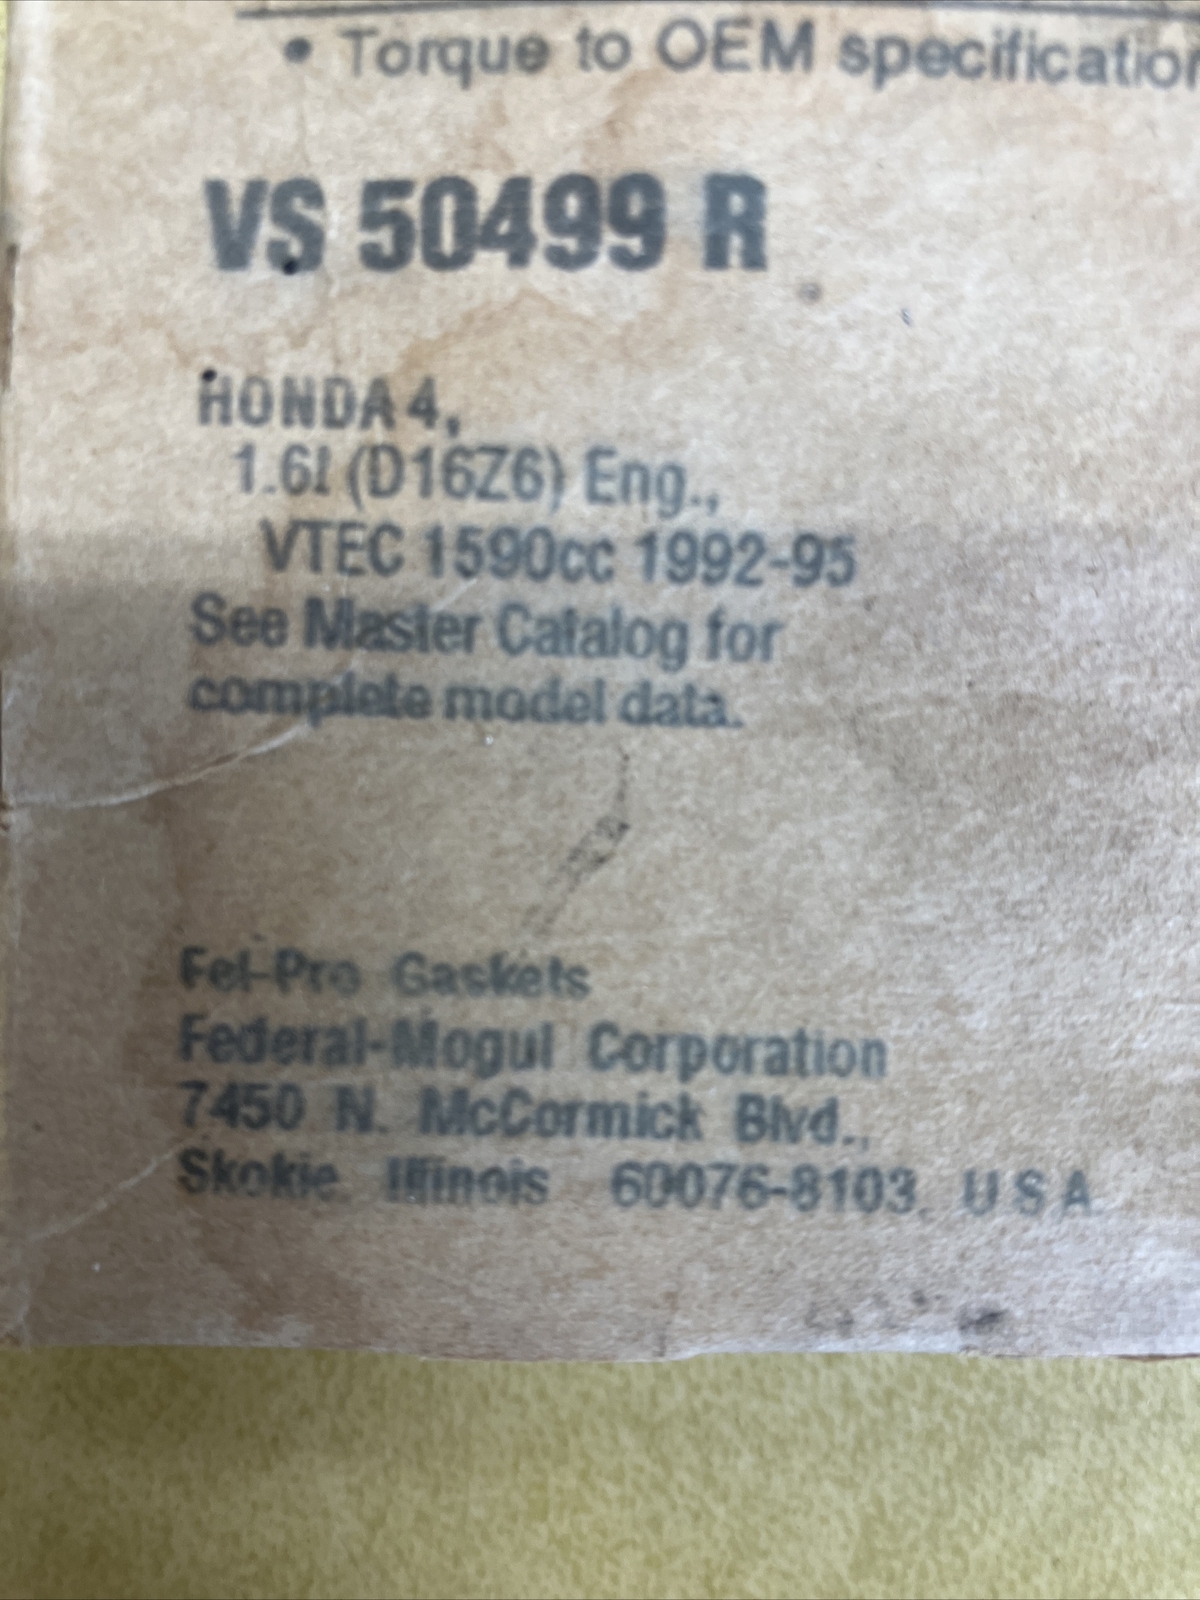 • Torque to OEM specification
VS 50499 R
HONDA 4,
1.6l (D16Z6) Eng.,
VTEC 1590cc 1992-95
See Master Catalog for
complete model data.
Fel-Pro Gaskets
Federal-Mogul Corporation
7450 N. McCormick Blvd.,
Skokie, Illinois 60076-8103, U S A